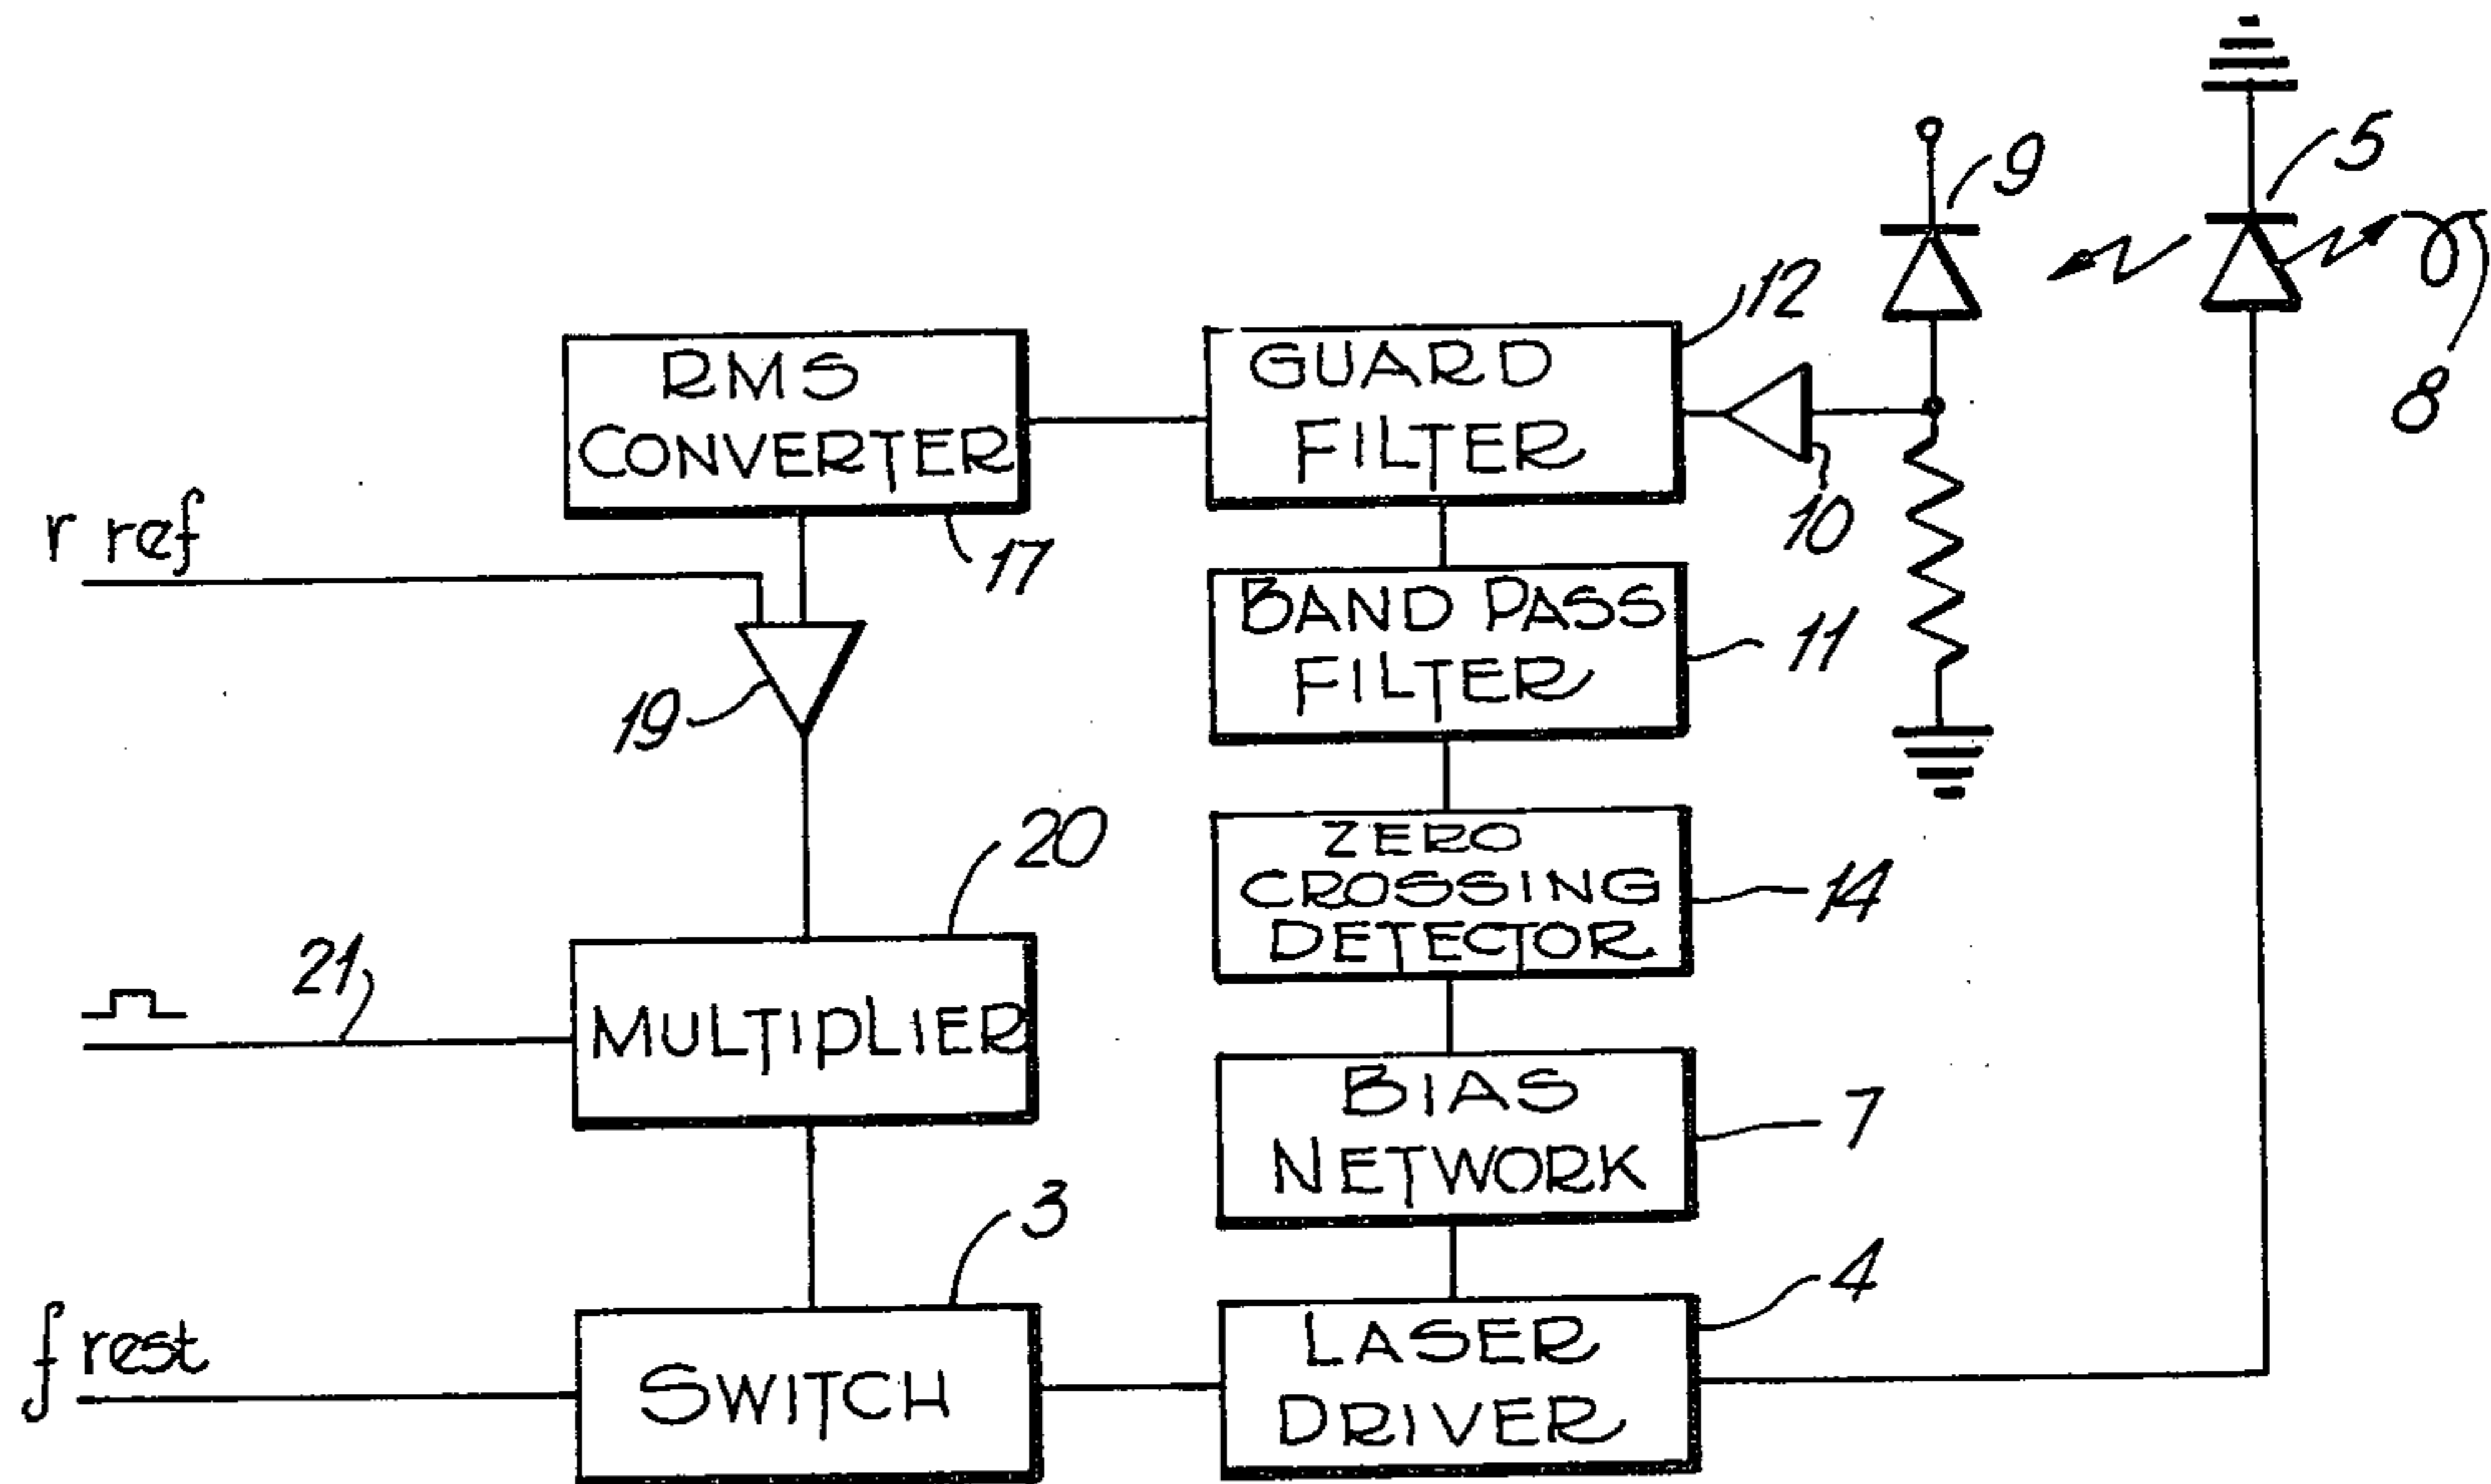 5
9
12
8
RMS
CONVERTER
GUARD
FILTER
10
r ref
17
BAND PASS
FILTER
11
19
20
ZERO
CROSSING
DETECTOR
14
21
MULTIPLIER
BIAS
NETWORK
7
3
4
f rest
SWITCH
LASER
DRIVER